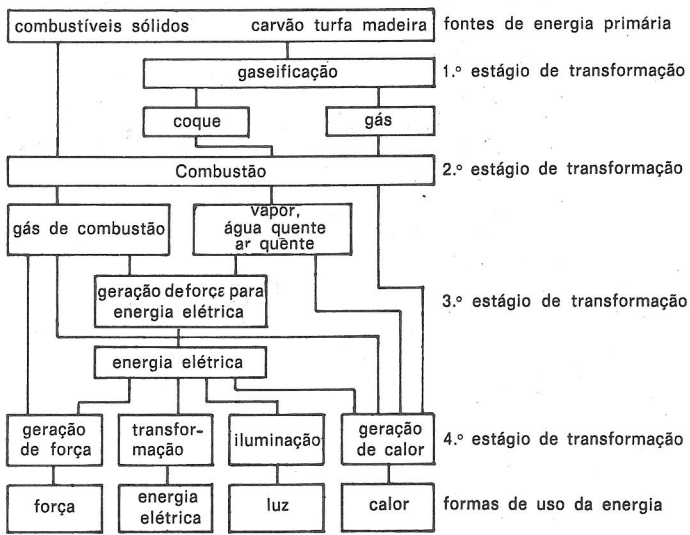 combustíveis sólidos carvão turfa madeira fontes de energia primária
gaseificação 1.º estágio de transformação
coque gás
Combustão 2.º estágio de transformação
gás de combustão
vapor,
água quente
ar quente
geração de força para
energia elétrica
3.º estágio de transformação
energia elétrica
geração
de força
transfor-
mação
iluminação
geração
de calor
4.º estágio de transformação
força
energia
elétrica
luz
calor
formas de uso da energia